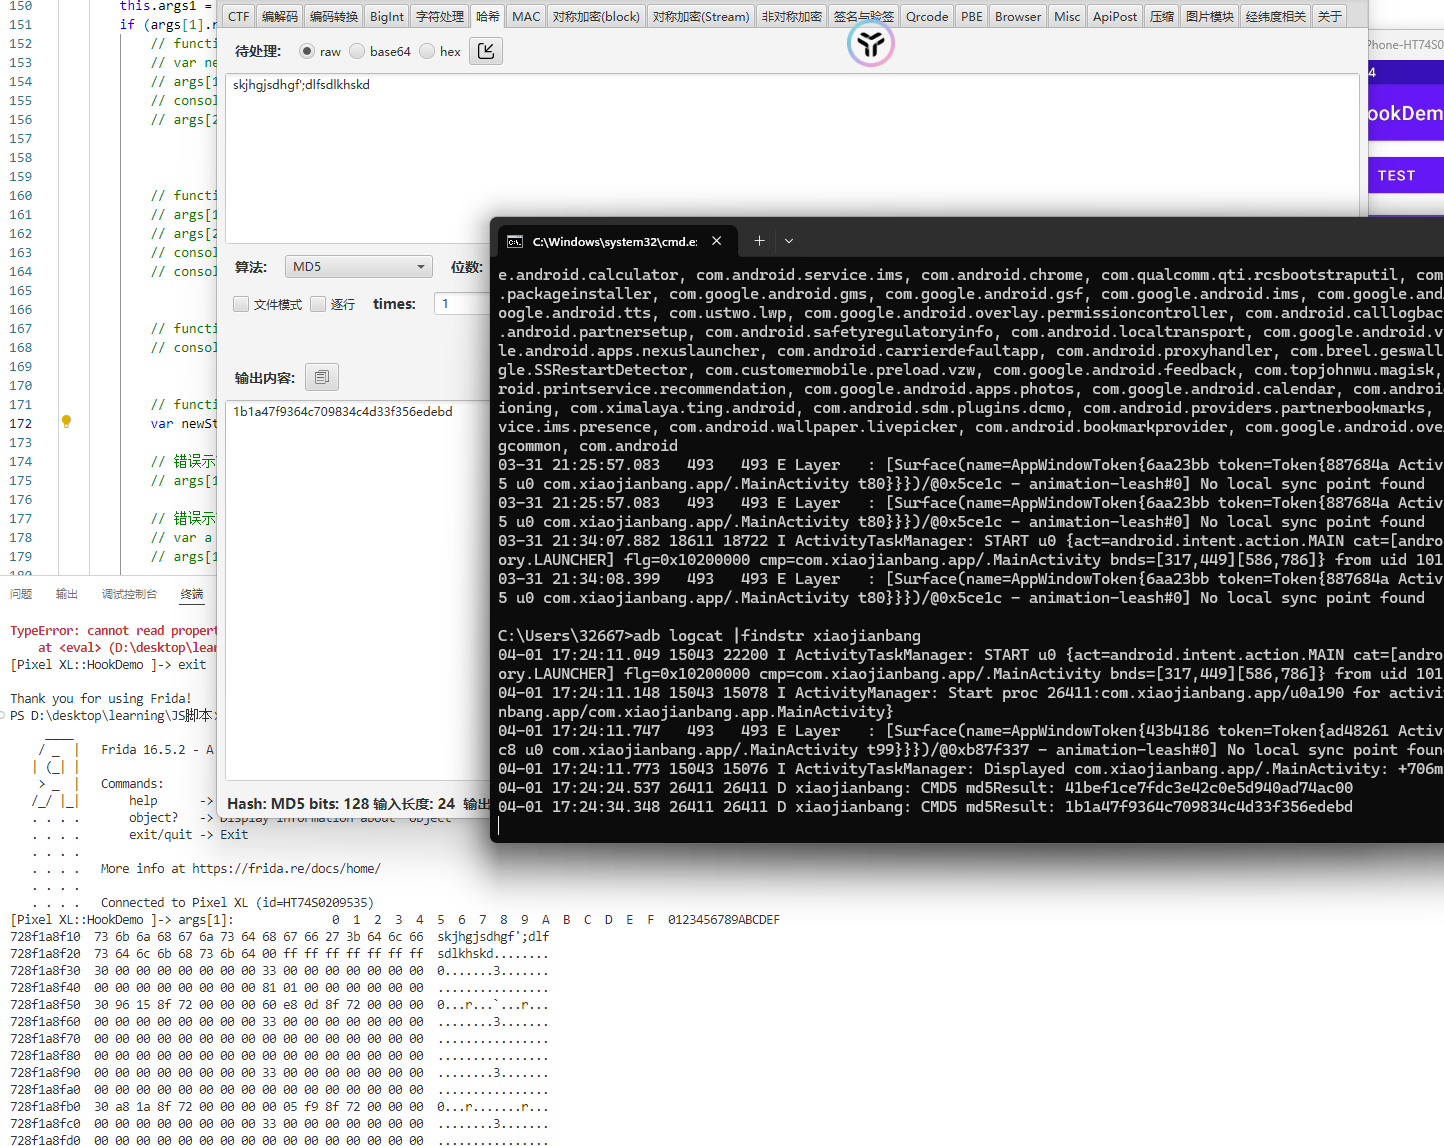 150 this.args1 =
151 if (args[1].r
152 // functi
153 // var ne
154 // args[1
155 // consol
156 // args[2
157
158
159
160 // functi
161 // args[1
162 // args[2
163 // consol
164 // consol
165
166
167 // functi
168 // consol
169
170
171 // functi
172 var newSt
173
174 // 错误示
175 // args[1
176
177 // 错误示
178 // var a
179 // args[1
问题 输出 调试控制台 终端
CTF 编解码 编码转换 BigInt 字符处理 哈希 MAC 对称加密(block) 对称加密(Stream) 非对称加密 签名与验签 Qrcode PBE Browser Misc ApiPost 压缩 图片模块 经纬度相关 关于
待处理: raw base64 hex
skjhgjsdhgf';dlfsdlkhskd
算法: MD5 位数:
文件模式 逐行 times: 1
输出内容:
1b1a47f9364c709834c4d33f356edebd
Hash: MD5 bits: 128 输入长度: 24 输出
Phone-HT74S0
4
ookDem
TEST
C:\Windows\system32\cmd.e:
e.android.calculator, com.android.service.ims, com.android.chrome, com.qualcomm.qti.rcsbootstraputil, com
.packageinstaller, com.google.android.gms, com.google.android.gsf, com.google.android.ims, com.google.and
oogle.android.tts, com.ustwo.lwp, com.google.android.overlay.permissioncontroller, com.android.calllogbac
.android.partnersetup, com.android.safetyregulatoryinfo, com.android.localtransport, com.google.android.v
le.android.apps.nexuslauncher, com.android.carrierdefaultapp, com.android.proxyhandler, com.breel.geswall
gle.SSRestartDetector, com.customermobile.preload.vzw, com.google.android.feedback, com.topjohnwu.magisk,
roid.printservice.recommendation, com.google.android.apps.photos, com.google.android.calendar, com.androi
ioning, com.ximalaya.ting.android, com.android.sdm.plugins.dcmo, com.android.providers.partnerbookmarks,
vice.ims.presence, com.android.wallpaper.livepicker, com.android.bookmarkprovider, com.google.android.ove
gcommon, com.android
03-31 21:25:57.083 493 493 E Layer : [Surface(name=AppWindowToken{6aa23bb token=Token{887684a Activ
5 u0 com.xiaojianbang.app/.MainActivity t80}}})/@0x5ce1c - animation-leash#0] No local sync point found
03-31 21:25:57.083 493 493 E Layer : [Surface(name=AppWindowToken{6aa23bb token=Token{887684a Activ
5 u0 com.xiaojianbang.app/.MainActivity t80}}})/@0x5ce1c - animation-leash#0] No local sync point found
03-31 21:34:07.882 18611 18722 I ActivityTaskManager: START u0 {act=android.intent.action.MAIN cat=[andro
ory.LAUNCHER] flg=0x10200000 cmp=com.xiaojianbang.app/.MainActivity bnds=[317,449][586,786]} from uid 101
03-31 21:34:08.399 493 493 E Layer : [Surface(name=AppWindowToken{6aa23bb token=Token{887684a Activ
5 u0 com.xiaojianbang.app/.MainActivity t80}}})/@0x5ce1c - animation-leash#0] No local sync point found
C:\Users\32667>adb logcat |findstr xiaojianbang
04-01 17:24:11.049 15043 22200 I ActivityTaskManager: START u0 {act=android.intent.action.MAIN cat=[andro
ory.LAUNCHER] flg=0x10200000 cmp=com.xiaojianbang.app/.MainActivity bnds=[317,449][586,786]} from uid 101
04-01 17:24:11.148 15043 15078 I ActivityManager: Start proc 26411:com.xiaojianbang.app/u0a190 for activi
nbang.app/com.xiaojianbang.app.MainActivity}
04-01 17:24:11.747 493 493 E Layer : [Surface(name=AppWindowToken{43b4186 token=Token{ad48261 Activ
c8 u0 com.xiaojianbang.app/.MainActivity t99}}})/@0xb87f337 - animation-leash#0] No local sync point foun
04-01 17:24:11.773 15043 15076 I ActivityTaskManager: Displayed com.xiaojianbang.app/.MainActivity: +706m
04-01 17:24:24.537 26411 26411 D xiaojianbang: CMD5 md5Result: 41bef1ce7fdc3e42c0e5d940ad74ac00
04-01 17:24:34.348 26411 26411 D xiaojianbang: CMD5 md5Result: 1b1a47f9364c709834c4d33f356edebd
TypeError: cannot read propert
at <eval> (D:\desktop\lear
[Pixel XL::HookDemo ]-> exit
Thank you for using Frida!
PS D:\desktop\learning\JS脚本>
____
/ _ | Frida 16.5.2 - A
| (_| |
> _ | Commands:
/_/ |_| help ->
. . . . object? -> Display information about 'object'
. . . . exit/quit -> Exit
. . . .
. . . . More info at https://frida.re/docs/home/
. . . .
. . . . Connected to Pixel XL (id=HT74S0209535)
[Pixel XL::HookDemo ]-> args[1]: 0 1 2 3 4 5 6 7 8 9 A B C D E F 0123456789ABCDEF
728f1a8f10 73 6b 6a 68 67 6a 73 64 68 67 66 27 3b 64 6c 66 skjhgjsdhgf';dlf
728f1a8f20 73 64 6c 6b 68 73 6b 64 00 ff ff ff ff ff ff ff sdlkhskd........
728f1a8f30 30 00 00 00 00 00 00 00 33 00 00 00 00 00 00 00 0.......3.......
728f1a8f40 00 00 00 00 00 00 00 00 81 01 00 00 00 00 00 00 ................
728f1a8f50 30 96 15 8f 72 00 00 00 60 e8 0d 8f 72 00 00 00 0...r...`...r...
728f1a8f60 00 00 00 00 00 00 00 00 33 00 00 00 00 00 00 00 ........3.......
728f1a8f70 00 00 00 00 00 00 00 00 00 00 00 00 00 00 00 00 ................
728f1a8f80 00 00 00 00 00 00 00 00 00 00 00 00 00 00 00 00 ................
728f1a8f90 00 00 00 00 00 00 00 00 33 00 00 00 00 00 00 00 ........3.......
728f1a8fa0 00 00 00 00 00 00 00 00 00 00 00 00 00 00 00 00 ................
728f1a8fb0 30 a8 1a 8f 72 00 00 00 00 05 f9 8f 72 00 00 00 0...r.......r...
728f1a8fc0 00 00 00 00 00 00 00 00 33 00 00 00 00 00 00 00 ........3.......
728f1a8fd0 00 00 00 00 00 00 00 00 00 00 00 00 00 00 00 00 ................